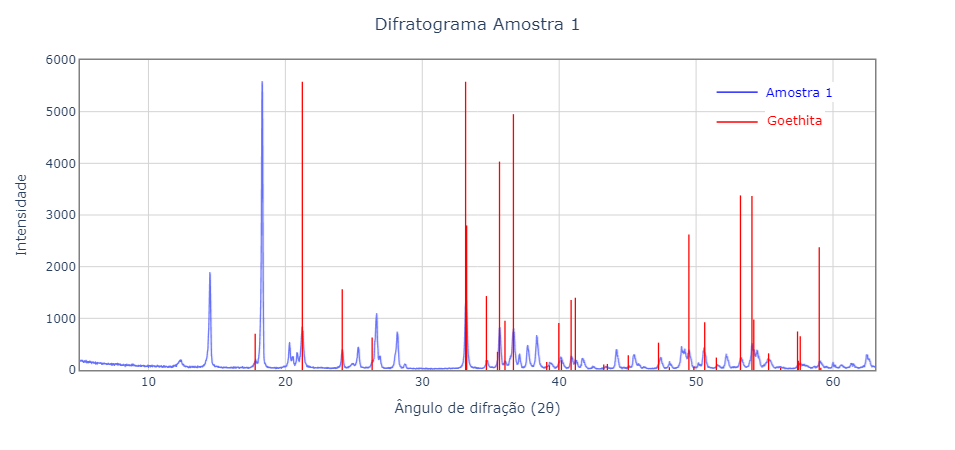 Difratograma Amostra 1
6000
5000
4000
3000
2000
1000
0
Intensidade
Amostra 1
Goethita
10 20 30 40 50 60
Ângulo de difração (2θ)